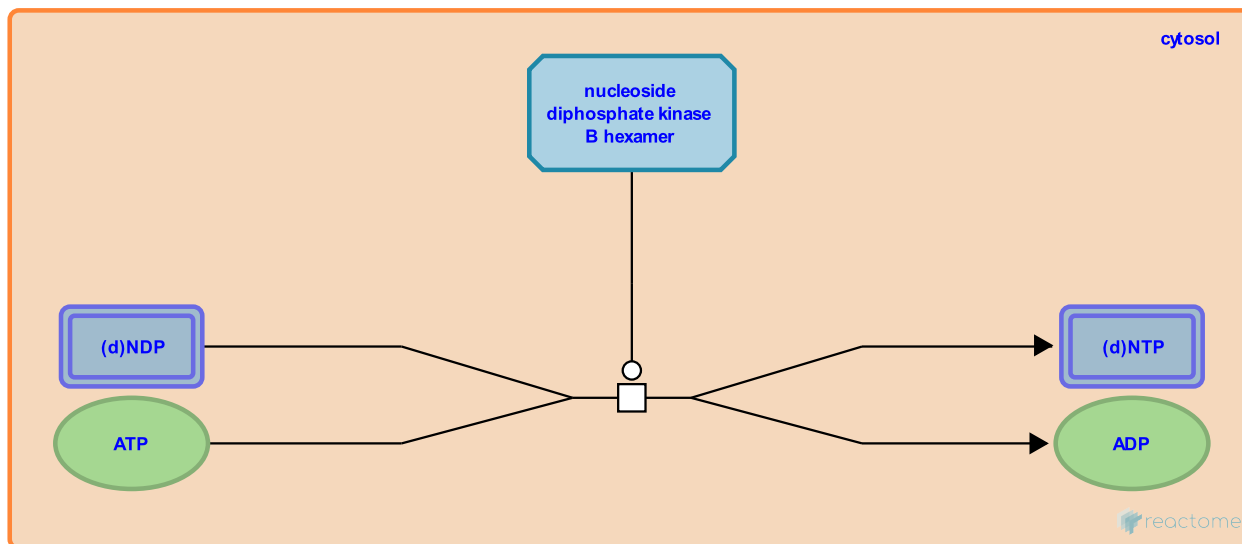 cytosol
nucleoside
diphosphate kinase
B hexamer
(d)NDP
(d)NTP
ATP
ADP
reactome